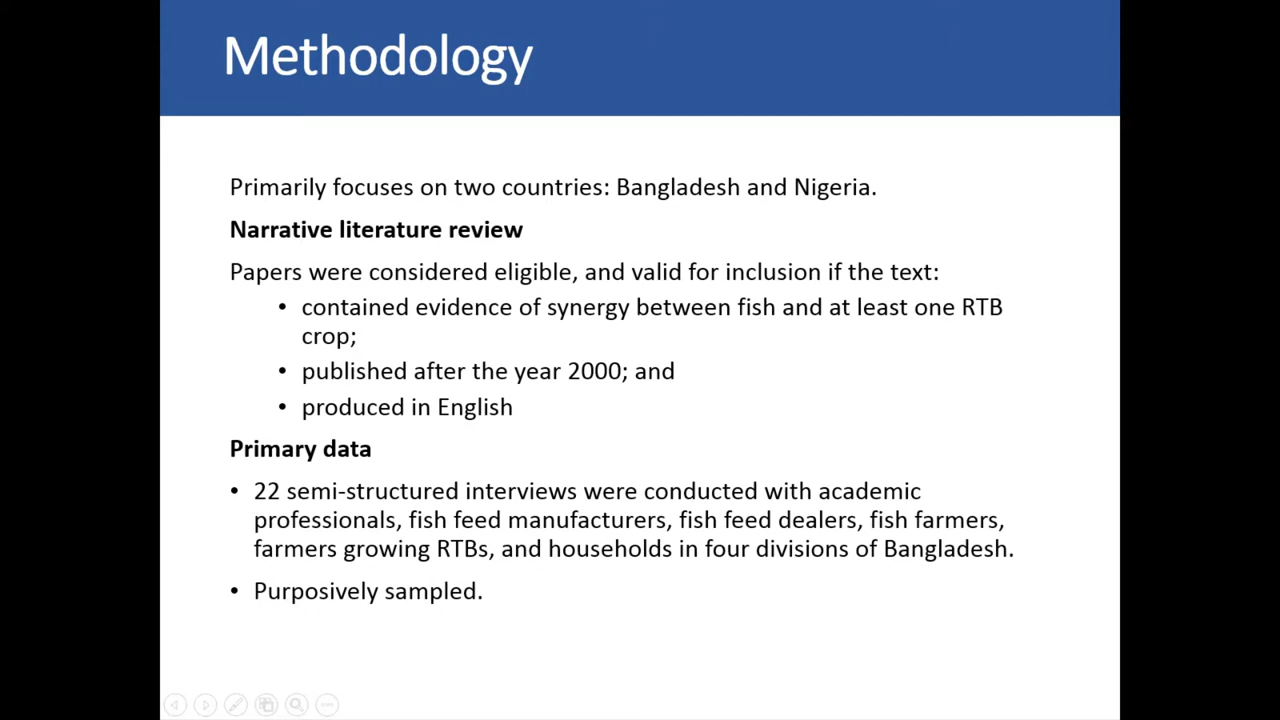 Methodology
Primarily focuses on two countries: Bangladesh and Nigeria.
Narrative literature review
Papers were considered eligible, and valid for inclusion if the text:
• contained evidence of synergy between fish and at least one RTB
crop;
• published after the year 2000; and
• produced in English
Primary data
• 22 semi-structured interviews were conducted with academic
professionals, fish feed manufacturers, fish feed dealers, fish farmers,
farmers growing RTBs, and households in four divisions of Bangladesh.
• Purposively sampled.